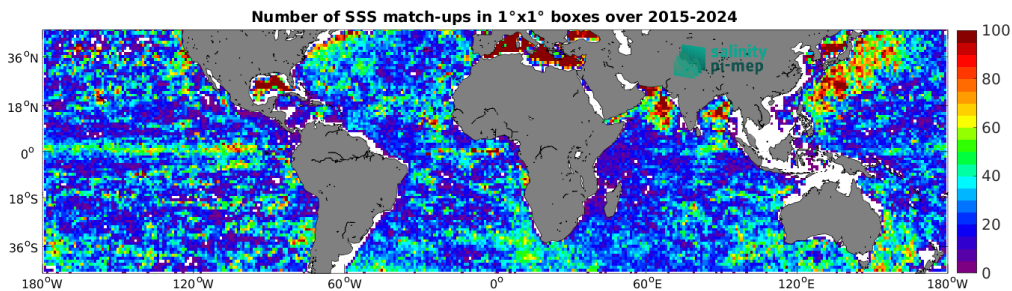 Number of SSS match-ups in 1°x1° boxes over 2015-2024
salinity
pi-mep
36°N
18°N
0°
18°S
36°S
180°W
120°W
60°W
0°
60°E
120°E
180°W
100
80
60
40
20
0